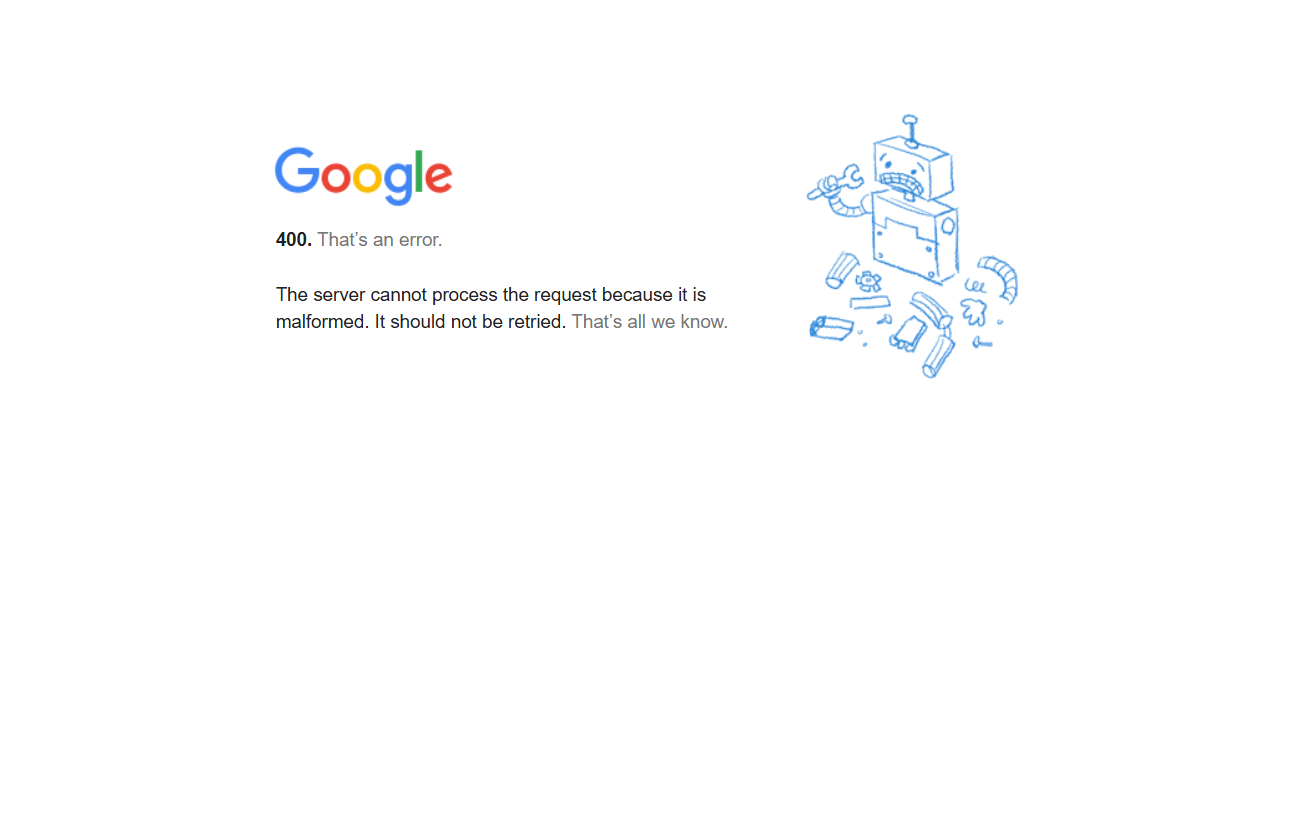 Google
400. That’s an error.
The server cannot process the request because it is
malformed. It should not be retried. That’s all we know.